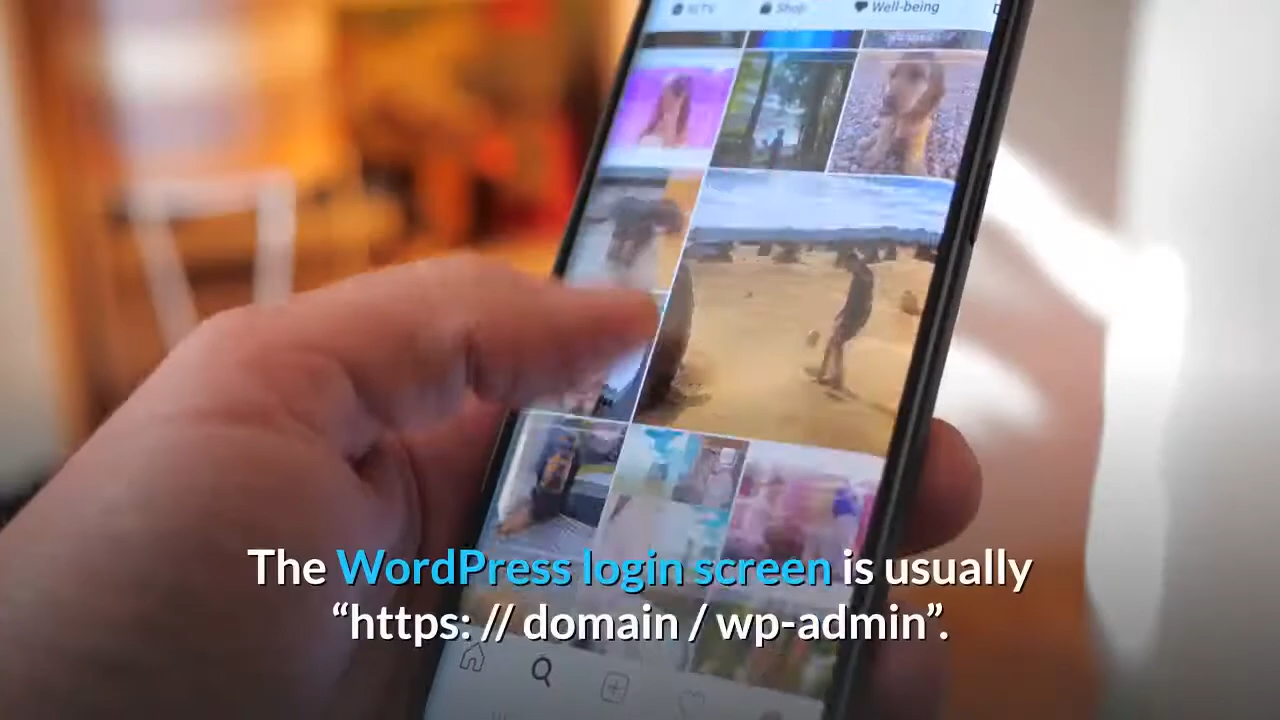 IGTV
Shop
Well-being
The WordPress login screen is usually
“https: // domain / wp-admin”.